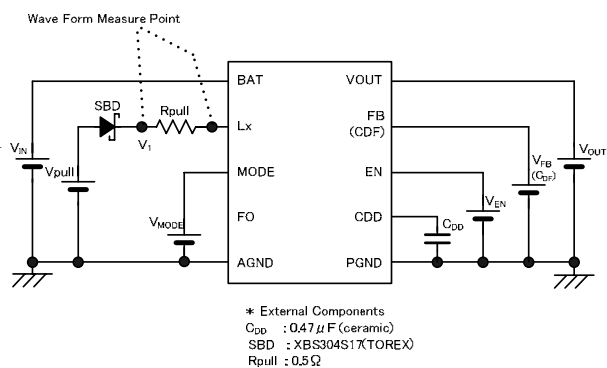 Wave Form Measure Point
BAT
VOUT
SBD
Rpull
FB
(CDF)
Lx
V1
VIN
Vpull
MODE
EN
VFB
(CDF)
VOUT
VMODE
FO
CDD
CDD
VEN
AGND
PGND
* External Components
CDD : 0.47μF(ceramic)
SBD : XBS304S17(TOREX)
Rpull : 0.5Ω